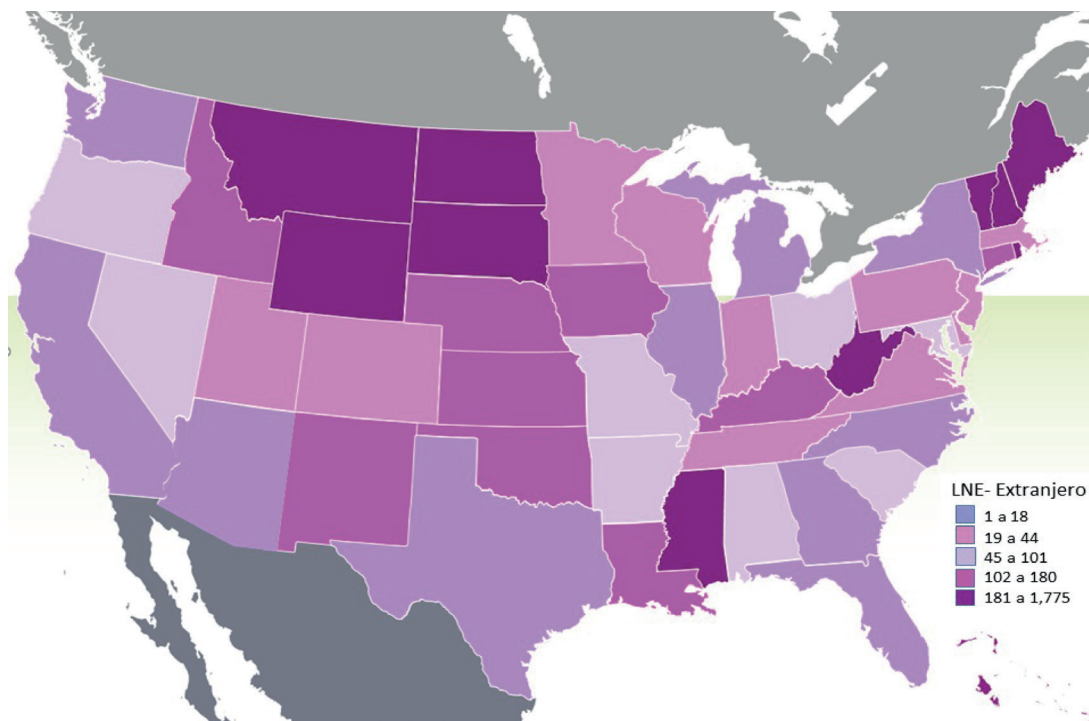 LNE- Extranjero
1 a 18
19 a 44
45 a 101
102 a 180
181 a 1,775